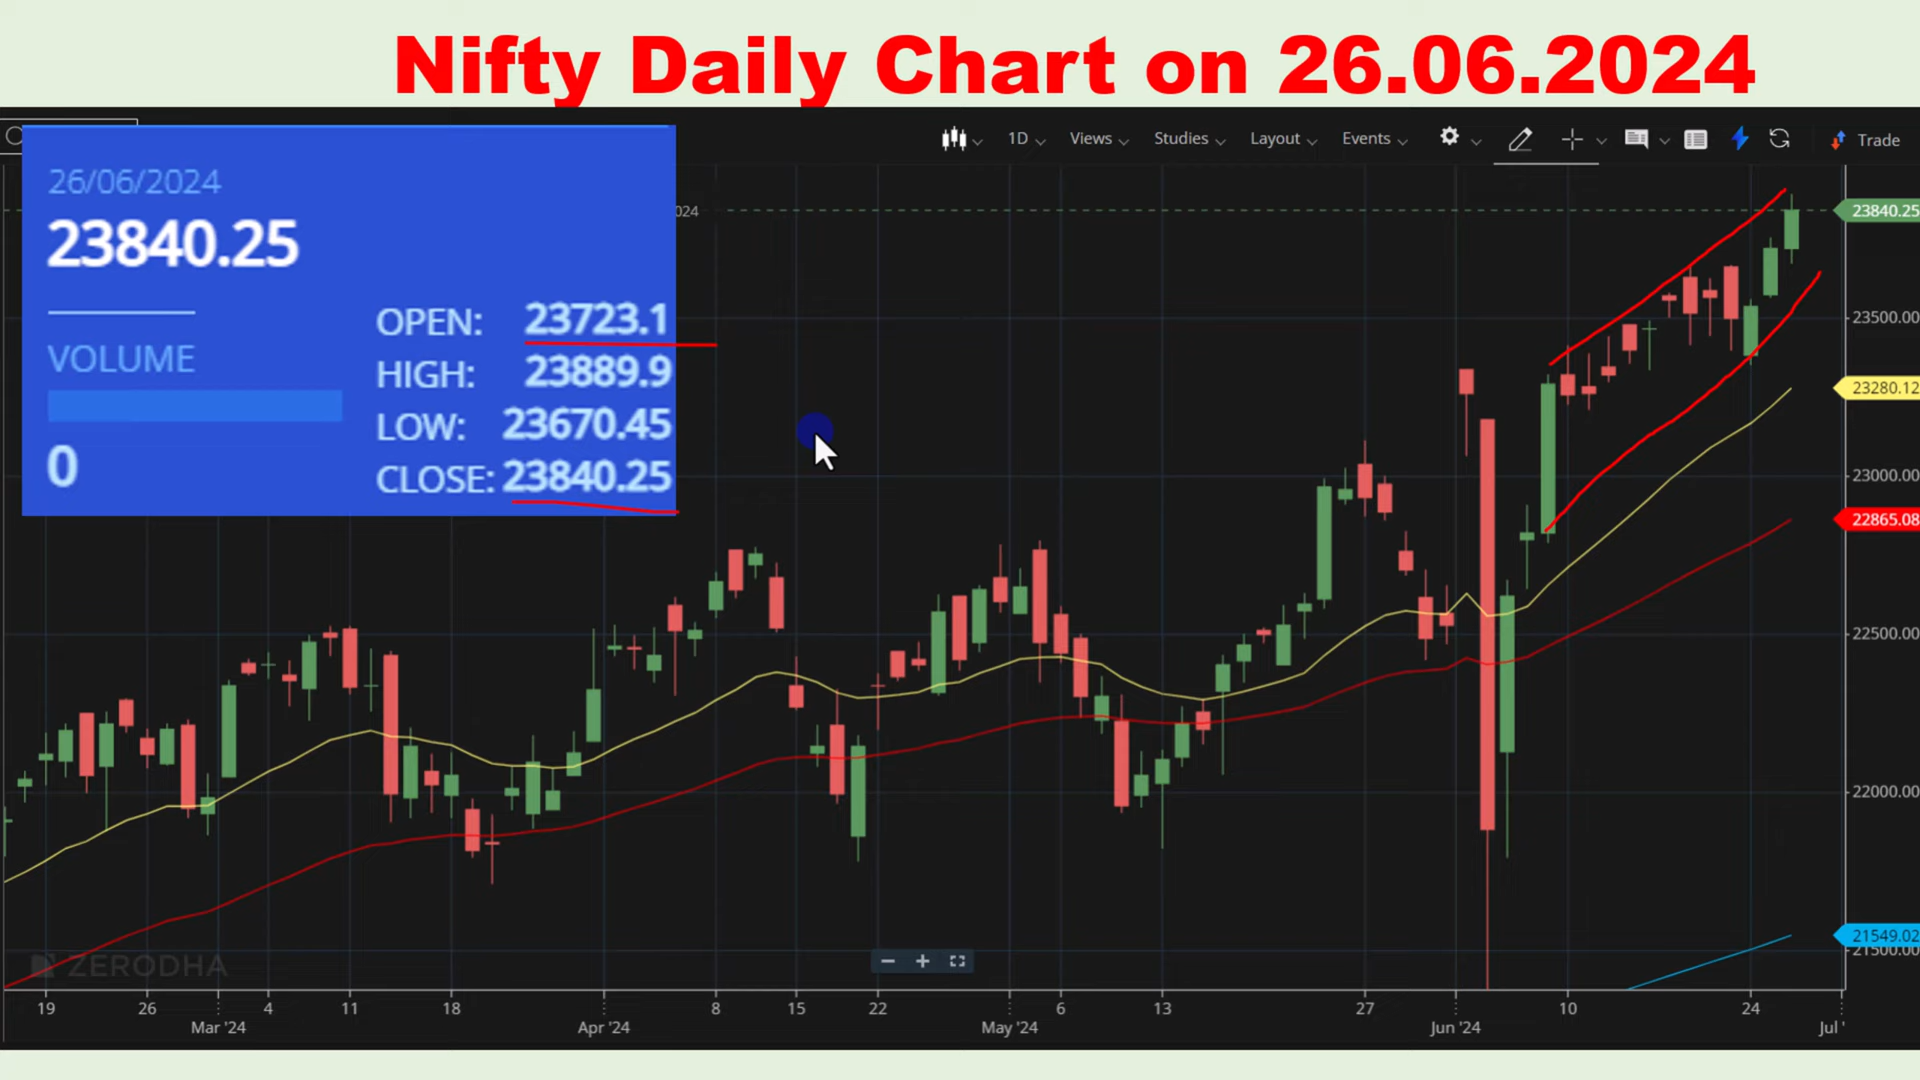 Nifty Daily Chart on 26.06.2024
1D Views Studies Layout Events Trade
26/06/2024
23840.25
VOLUME
0
OPEN: 23723.1
HIGH: 23889.9
LOW: 23670.45
CLOSE: 23840.25
024
23840.25
23500.00
23280.12
23000.00
22865.08
22500.00
22000.00
21549.02
21500.00
ZERODHA
19 26 4 11 18 8 15 22 6 13 27 10 24
Mar '24 Apr '24 May '24 Jun '24 Jul '